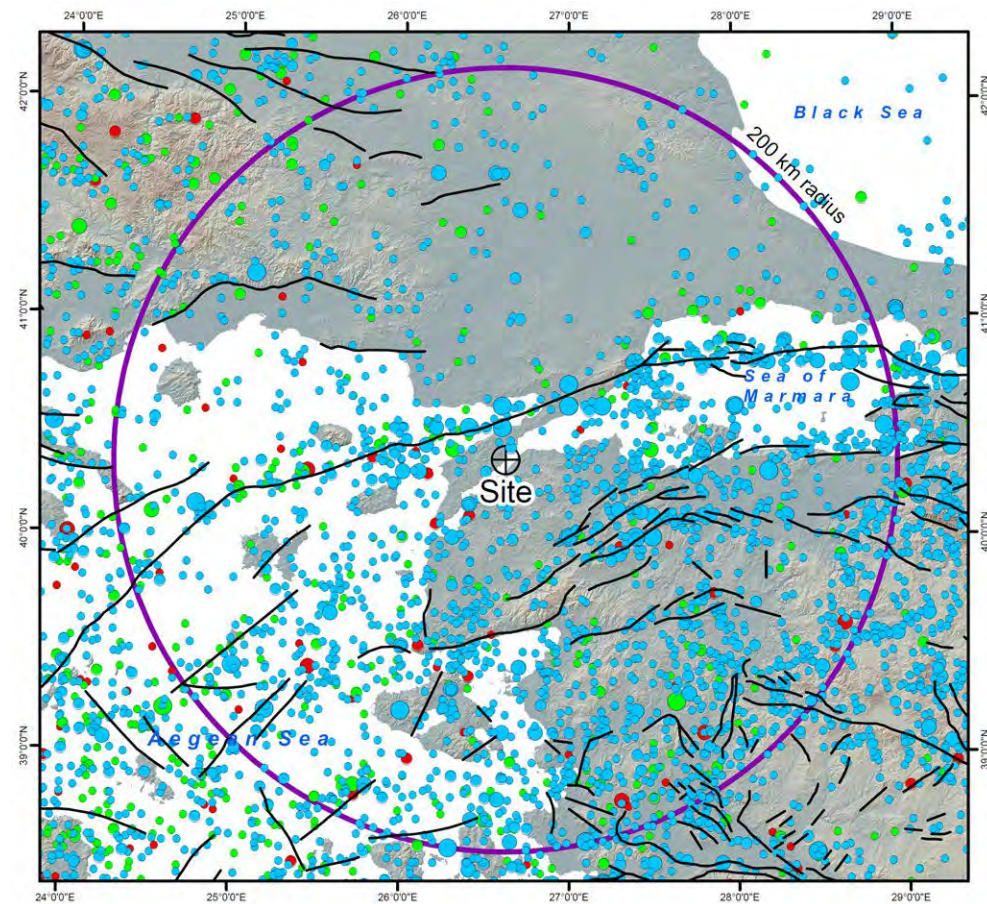 24°0'0"E 25°0'0"E 26°0'0"E 27°0'0"E 28°0'0"E 29°0'0"E
42°0'0"N
42°0'0"N
Black Sea
200 km radius
41°0'0"N
41°0'0"N
Sea of
Marmara
Site
40°0'0"N
40°0'0"N
39°0'0"N
39°0'0"N
Aegean Sea
24°0'0"E 25°0'0"E 26°0'0"E 27°0'0"E 28°0'0"E 29°0'0"E